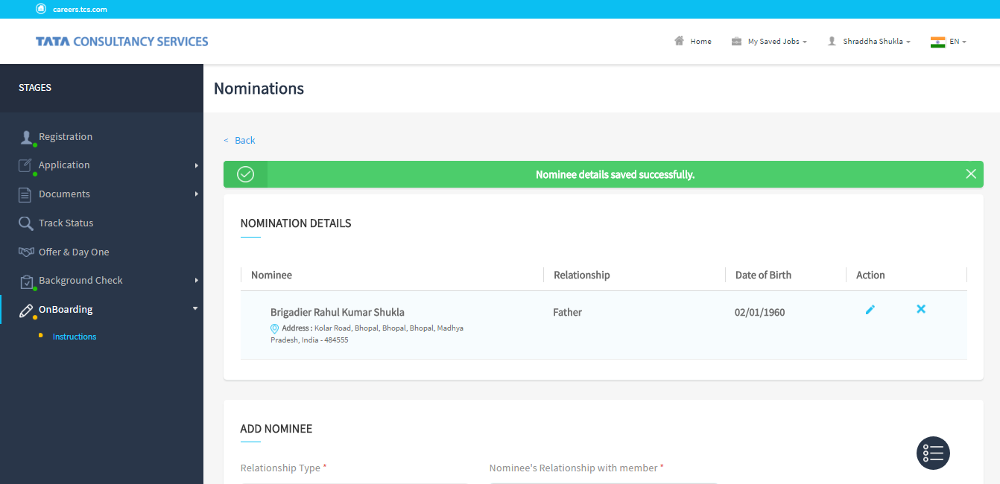 careers.tcs.com
TATA CONSULTANCY SERVICES
Home
My Saved Jobs
Shraddha Shukla
EN
STAGES
Nominations
Registration
Application
Documents
Track Status
Offer & Day One
Background Check
OnBoarding
Instructions
< Back
Nominee details saved successfully.
NOMINATION DETAILS
Nominee Relationship Date of Birth Action
Brigadier Rahul Kumar Shukla Father 02/01/1960
Address : Kolar Road, Bhopal, Bhopal, Bhopal, Madhya
Pradesh, India - 484555
ADD NOMINEE
Relationship Type *
Nominee's Relationship with member *